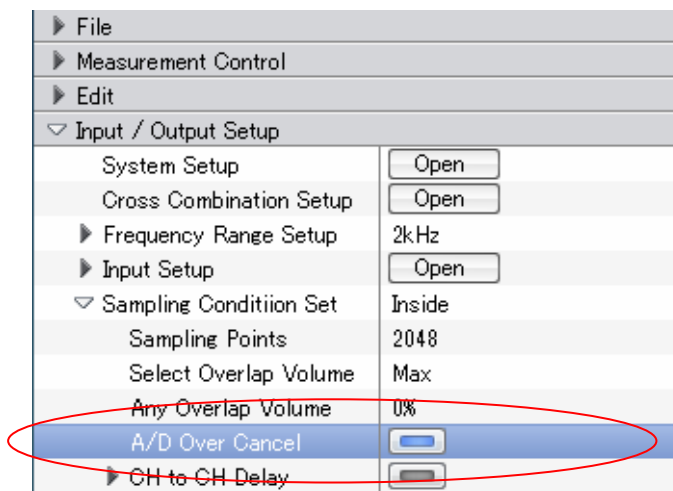 File
Measurement Control
Edit
Input / Output Setup
System Setup Open
Cross Combination Setup Open
Frequency Range Setup 2kHz
Input Setup Open
Sampling Conditiion Set Inside
Sampling Points 2048
Select Overlap Volume Max
Any Overlap Volume 0%
A/D Over Cancel
CH to CH Delay